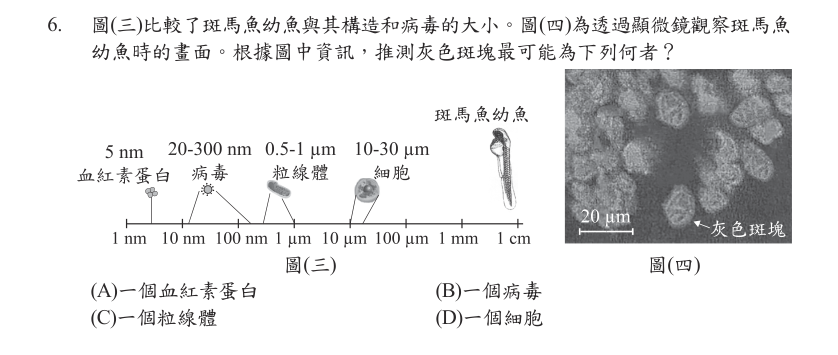 6. 圖(三)比較了斑馬魚幼魚與其構造和病毒的大小。圖(四)為透過顯微鏡觀察斑馬魚
幼魚時的畫面。根據圖中資訊，推測灰色斑塊最可能為下列何者？
斑馬魚幼魚
5 nm 20-300 nm 0.5-1 µm 10-30 µm
血紅素蛋白 病毒 粒線體 細胞
1 nm 10 nm 100 nm 1 µm 10 µm 100 µm 1 mm 1 cm
圖(三)
20 µm
灰色斑塊
圖(四)
(A)一個血紅素蛋白 (B)一個病毒
(C)一個粒線體 (D)一個細胞